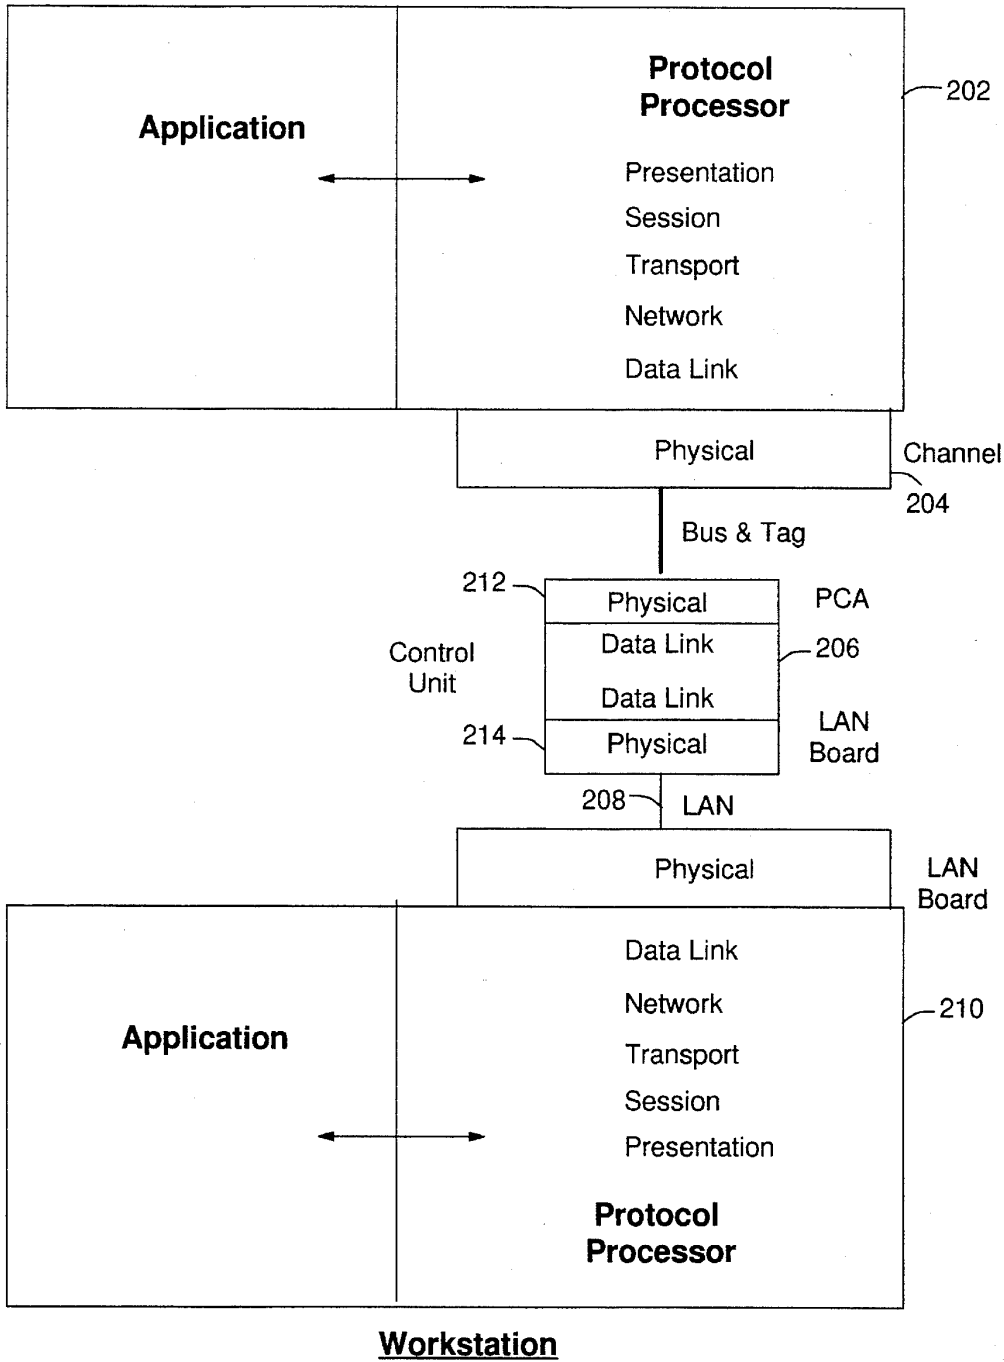 Protocol
Processor
202
Application
Presentation
Session
Transport
Network
Data Link
Physical
Channel
204
Bus & Tag
212
Physical
PCA
Control
Unit
Data Link
206
Data Link
LAN
Board
214
Physical
208
LAN
Physical
LAN
Board
Data Link
Network
210
Application
Transport
Session
Presentation
Protocol
Processor
Workstation